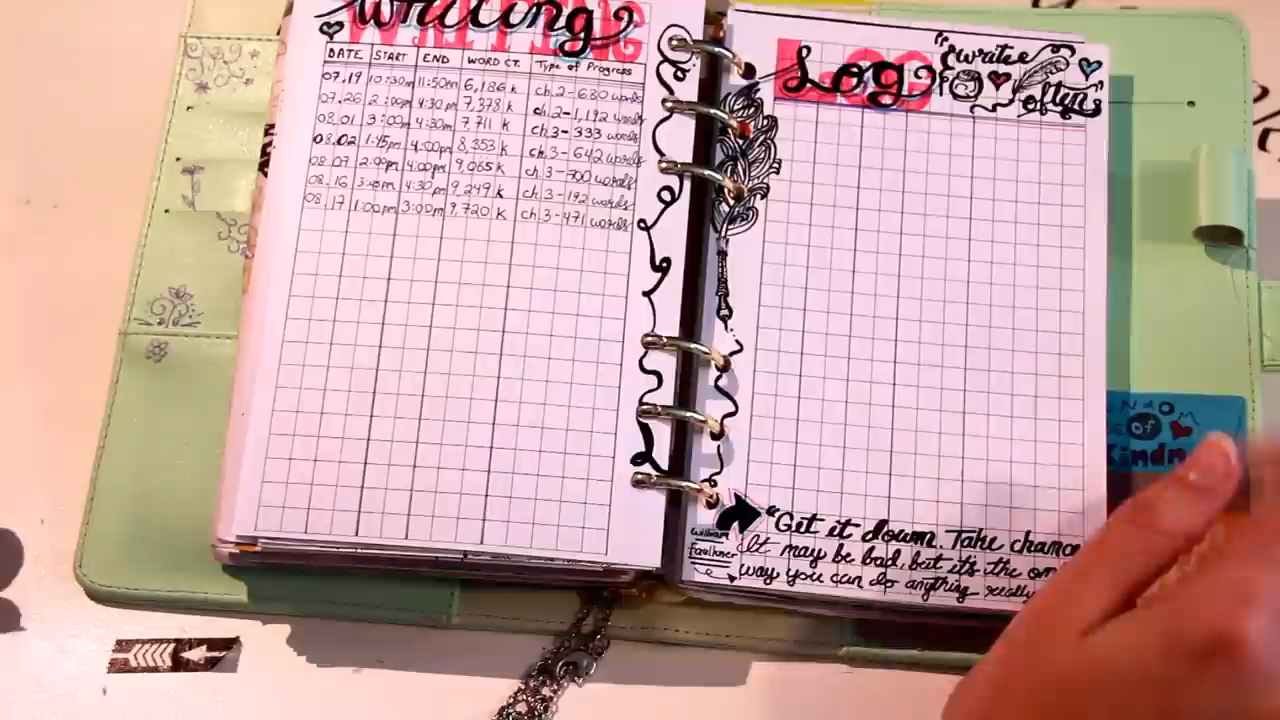 Writing
DATE START END WORD CT. Type of Progress
07.19 10:30am 11:50am 6,186 k ch.2-630 words
07.26 2:00pm 4:30pm 7,378 k ch.2-1,192 words
08.01 3:00pm 4:30pm 7,711 k ch.3-333 words
08.02 1:45pm 4:00pm 8,353 k ch.3-642 words
08.07 2:00pm 4:00pm 9,065 k ch.3-700 words
08.16 3:40pm 4:30pm 9,249 k ch.3-192 words
08.17 1:00pm 3:00pm 9,720 k ch.3-471 words
Log
"write
often"
"Get it down. Take chance
It may be bad, but it's the on
way you can do anything really
william
faulkner
of
Kindn